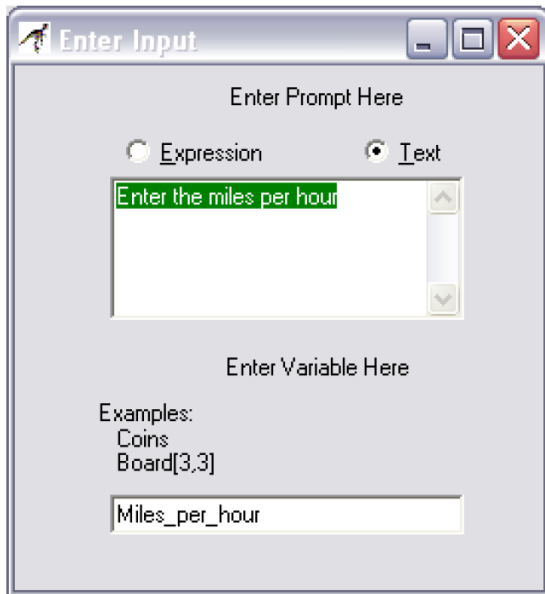 Enter Input
Enter Prompt Here
Expression Text
Enter the miles per hour
Enter Variable Here
Examples:
Coins
Board[3,3]
Miles_per_hour